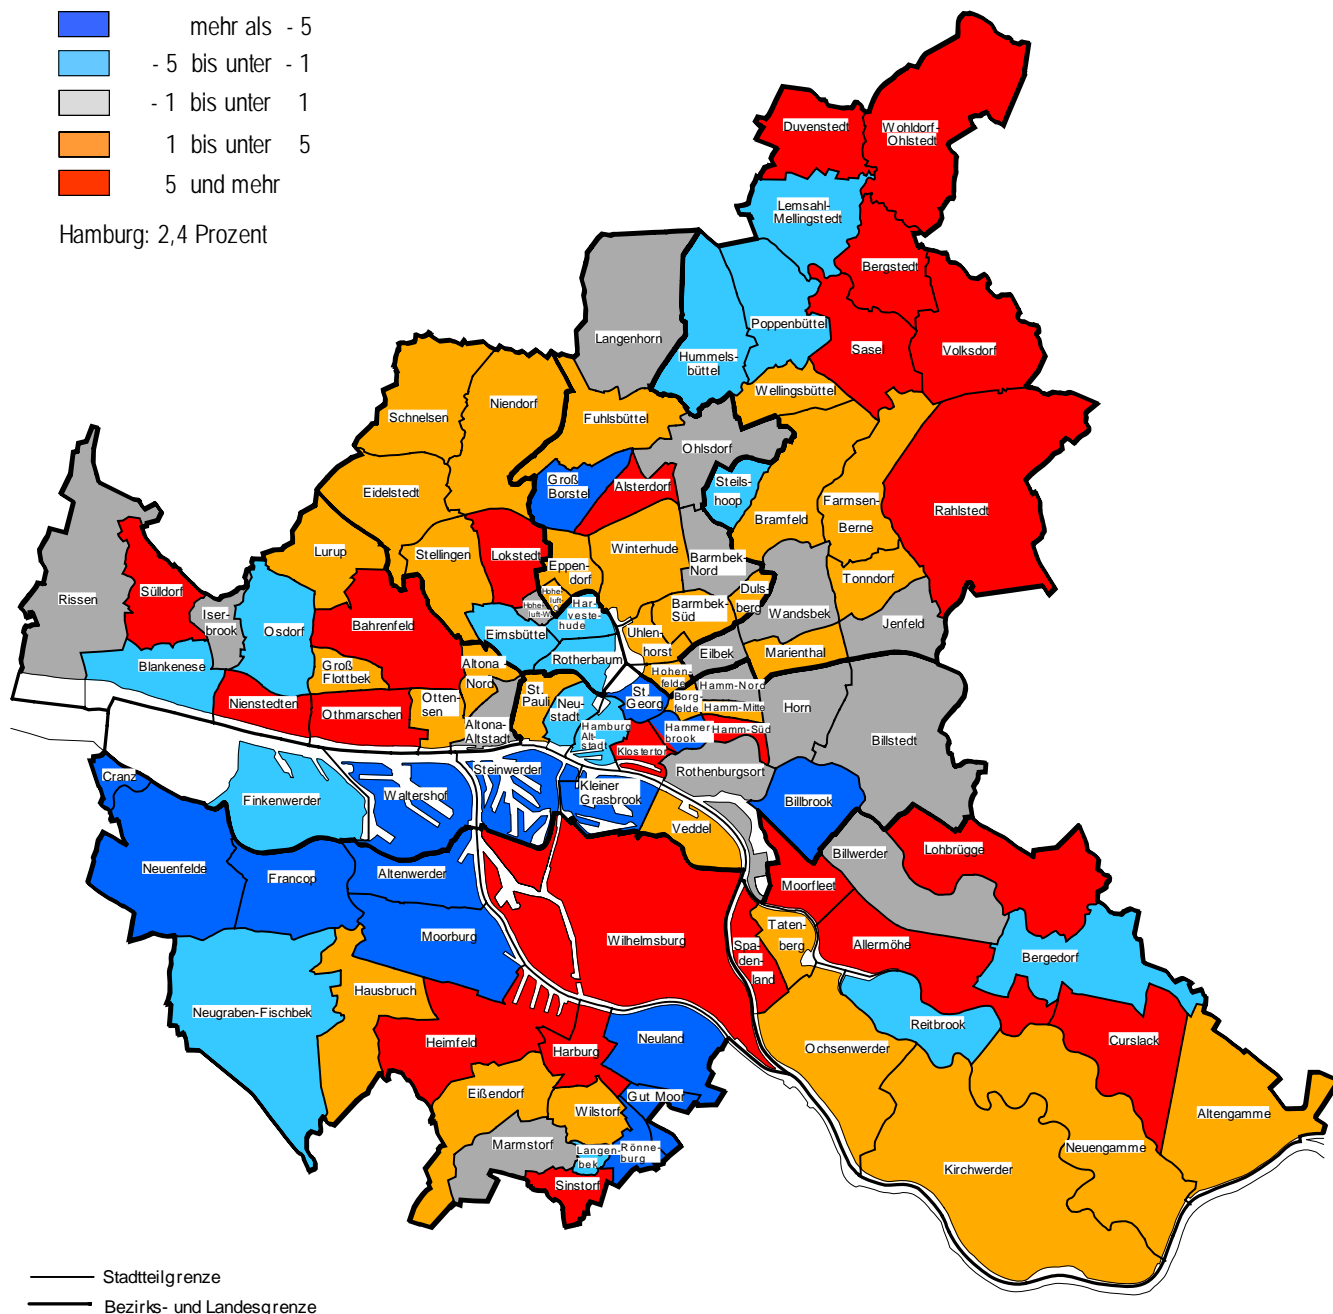 mehr als - 5
- 5 bis unter - 1
- 1 bis unter 1
1 bis unter 5
5 und mehr
Hamburg: 2,4 Prozent
Duvenstedt
Wohldorf-
Ohlstedt
Lemsahl-
Mellingstedt
Bergstedt
Langenhorn
Poppenbüttel
Hummels-
büttel
Sasel
Volksdorf
Wellingsbüttel
Schnelsen
Niendorf
Fuhlsbüttel
Ohlsdorf
Groß
Borstel
Alsterdorf
Steils-
hoop
Eidelstedt
Bramfeld
Farmsen-
Berne
Rahlstedt
Lurup
Stellingen
Lokstedt
Winterhude
Eppen-
dorf
Barmbek-
Nord
Tonndorf
Rissen
Sülldorf
Iser-
brook
Osdorf
Bahrenfeld
Hohe-
luft-W.
Hohe-
luft-
Har-
veste-
hude
Barmbek-
Süd
Duls-
berg
Wandsbek
Jenfeld
Eimsbüttel
Uhlen-
horst
Eilbek
Marienthal
Blankenese
Groß
Flottbek
Altona
Nord
Rotherbaum
Hohen-
felde
Hamm-Nord
Nienstedten
Othmarschen
Otten-
sen
St.
Pauli
Neu-
stadt
St.
Georg
Borg-
felde
Hamm-Mitte
Horn
Billstedt
Altona-
Altstadt
Hamburg
Alt-
stadt
Hammer
brook
Hamm-Süd
Klostertor
Rothenburgsort
Cranz
Finkenwerder
Waltershof
Steinwerder
Kleiner
Grasbrook
Billbrook
Veddel
Neuenfelde
Francop
Altenwerder
Billwerder
Lohbrügge
Moorfleet
Moorburg
Wilhelmsburg
Spa-
den-
land
Taten-
berg
Allermöhe
Bergedorf
Neugraben-Fischbek
Hausbruch
Reitbrook
Heimfeld
Harburg
Neuland
Ochsenwerder
Curslack
Eißendorf
Wilstorf
Gut Moor
Altengamme
Marmstorf
Langen-
bek
Rönne-
burg
Neuengamme
Kirchwerder
Sinstorf
Stadtteilgrenze
Bezirks- und Landesgrenze